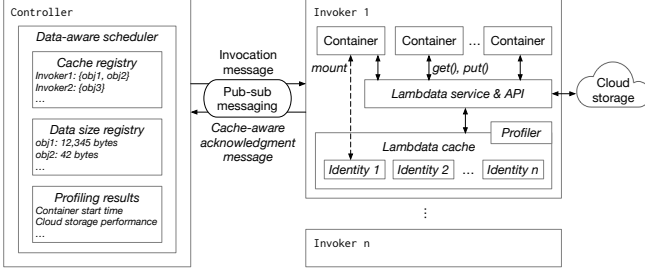 Controller
Data-aware scheduler
Cache registry
Invoker1: {obj1, obj2}
Invoker2: {obj3}
...
Data size registry
obj1: 12,345 bytes
obj2: 42 bytes
...
Profiling results
Container start time
Cloud storage performance
...
Invocation
message
Pub-sub
messaging
Cache-aware
acknowledgment
message
Invoker 1
Container
Container
...
Container
mount
get(), put()
Lambdata service & API
Profiler
Lambdata cache
Identity 1
Identity 2
...
Identity n
Cloud
storage
⋮
Invoker n